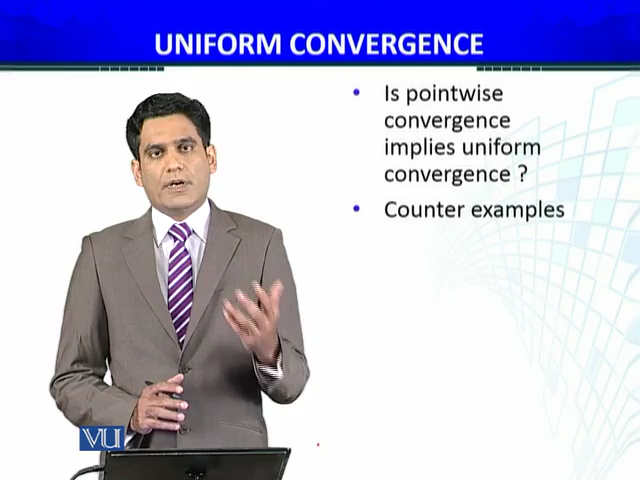 UNIFORM CONVERGENCE
• Is pointwise
convergence
implies uniform
convergence ?
• Counter examples
VU